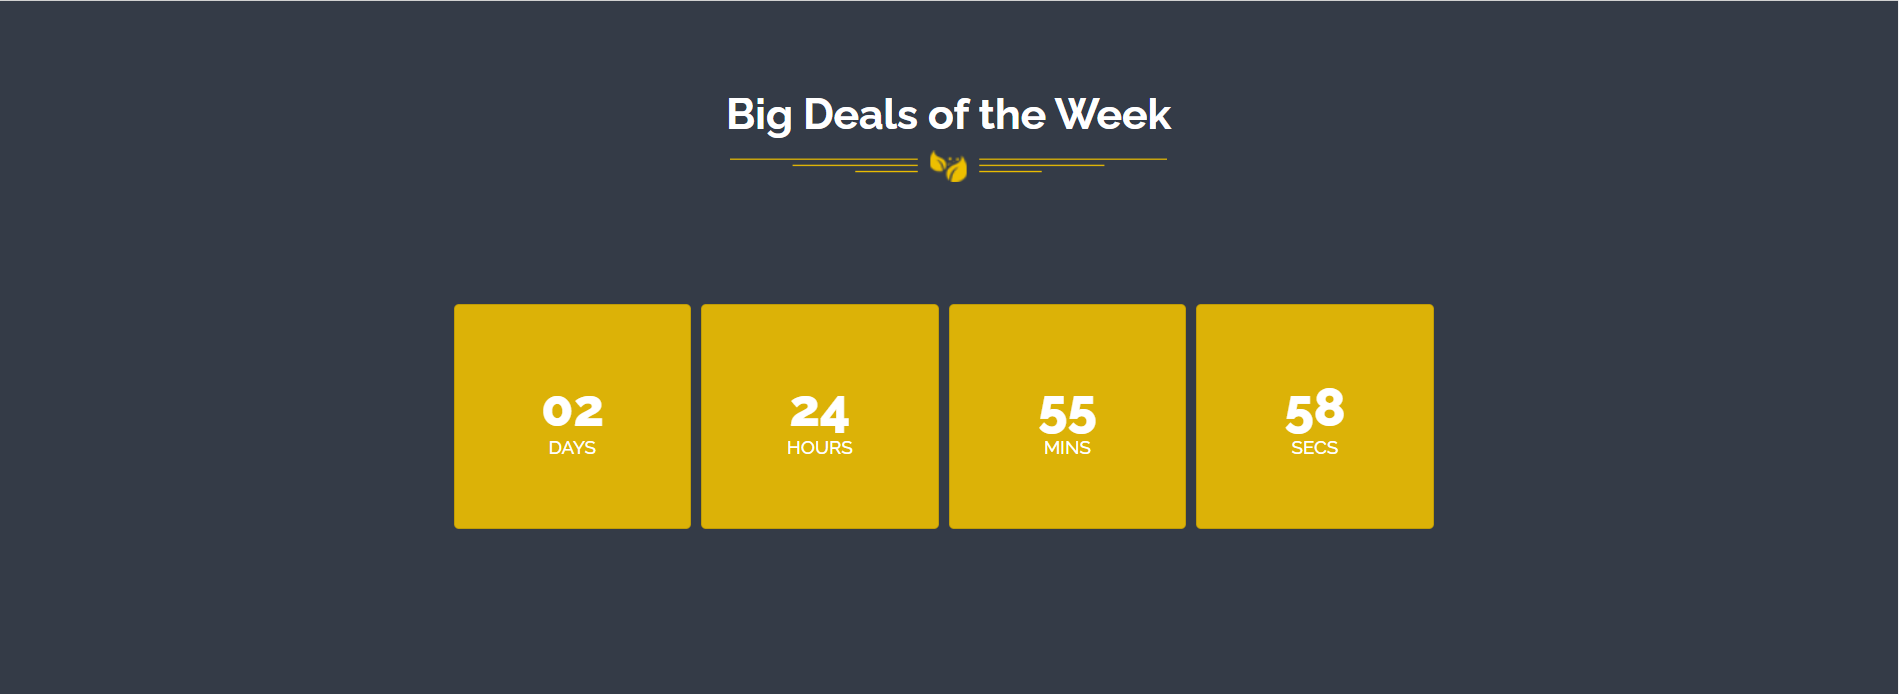 Big Deals of the Week
02 24 55 58
DAYS HOURS MINS SECS